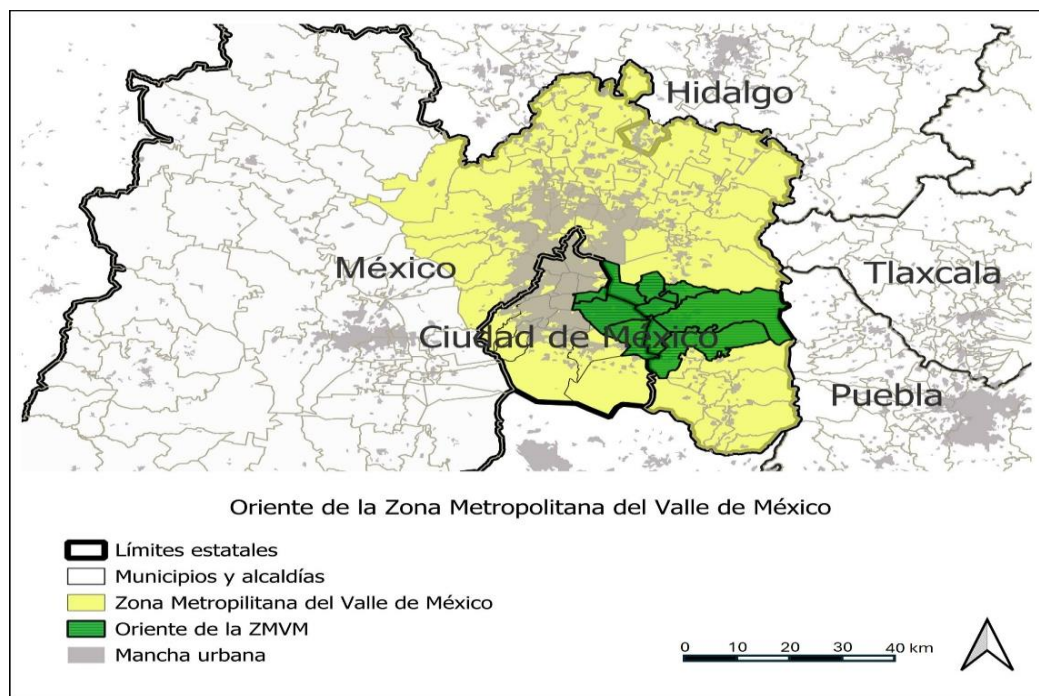 Hidalgo
México
Tlaxcala
Ciudad de México
Puebla
Oriente de la Zona Metropolitana del Valle de México
Límites estatales
Municipios y alcaldías
Zona Metropilitana del Valle de México
Oriente de la ZMVM
Mancha urbana
0 10 20 30 40 km